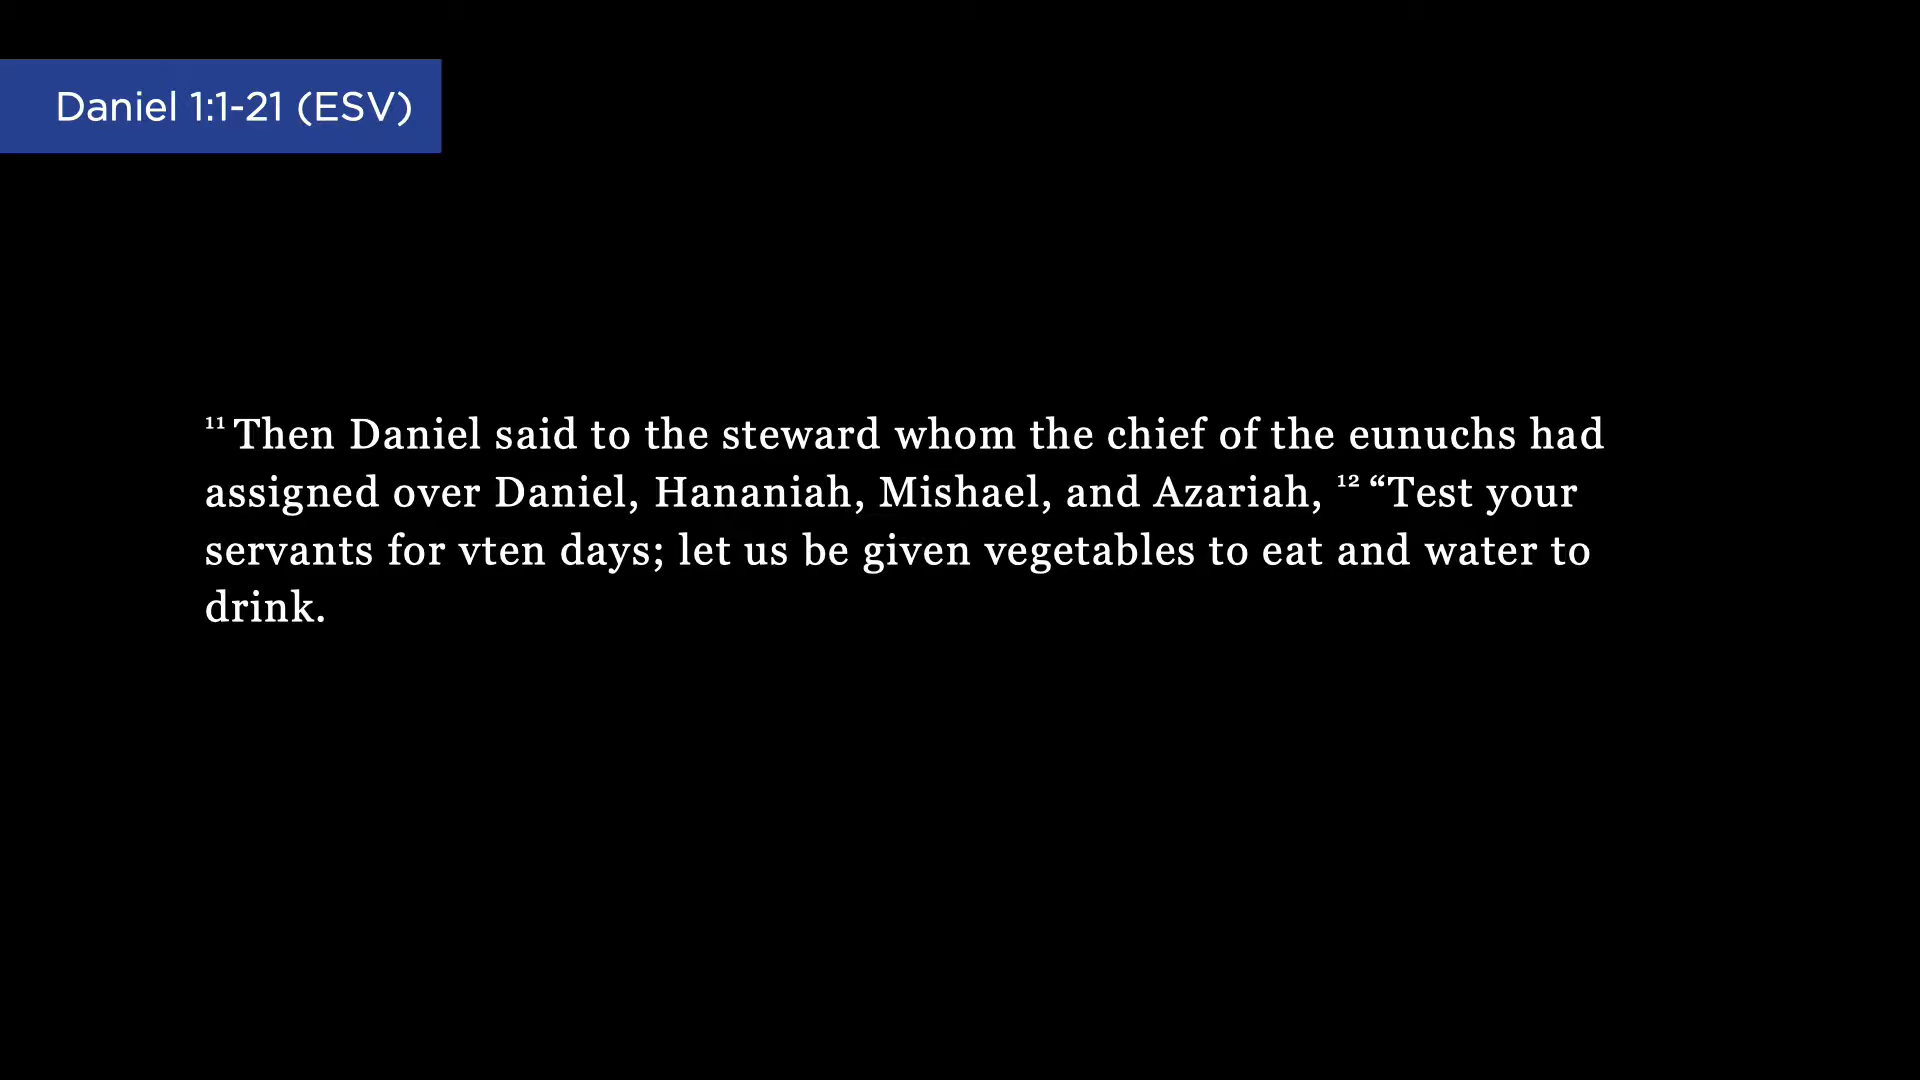 Daniel 1:1-21 (ESV)
11 Then Daniel said to the steward whom the chief of the eunuchs had
assigned over Daniel, Hananiah, Mishael, and Azariah, 12 “Test your
servants for vten days; let us be given vegetables to eat and water to
drink.